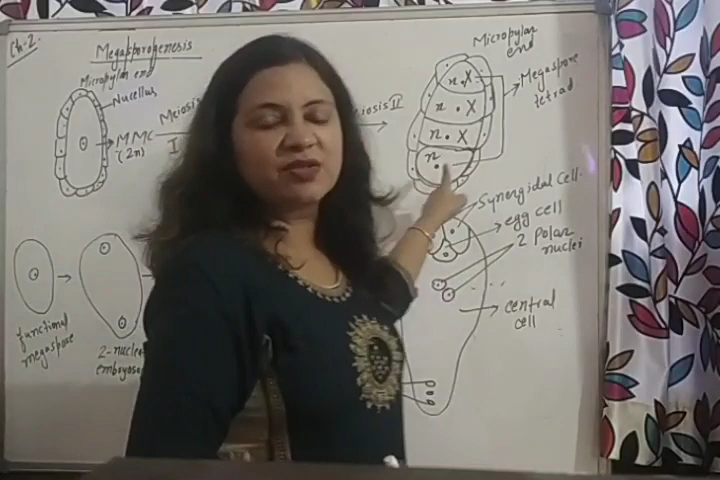 Ch-2.
Megasporogenesis
Micropylar end
Nucellus
MMC
(2n)
Meiosis
I
eiosis II
Micropylar
end
n X
n X
n X
n
Megaspore
tetrad
Synergidal cell.
egg cell
2 Polar
nuclei
central
cell
functional
megaspore
2-nucle
embryosa